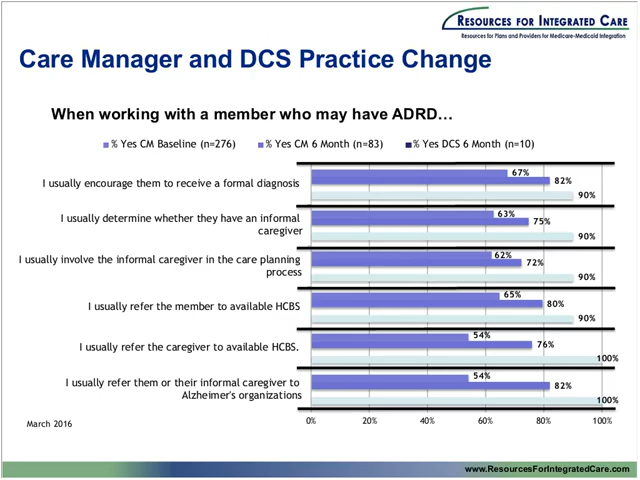 RESOURCES FOR INTEGRATED CARE
Resources for Plans and Providers for Medicare-Medicaid Integration
Care Manager and DCS Practice Change
When working with a member who may have ADRD…
% Yes CM Baseline (n=276) % Yes CM 6 Month (n=83) % Yes DCS 6 Month (n=10)
I usually encourage them to receive a formal diagnosis
67%
82%
90%
I usually determine whether they have an informal
caregiver
63%
75%
90%
I usually involve the informal caregiver in the care planning
process
62%
72%
90%
I usually refer the member to available HCBS
65%
80%
90%
I usually refer the caregiver to available HCBS.
54%
76%
100%
I usually refer them or their informal caregiver to
Alzheimer's organizations
54%
82%
100%
0% 20% 40% 60% 80% 100%
March 2016
www.ResourcesForIntegratedCare.com